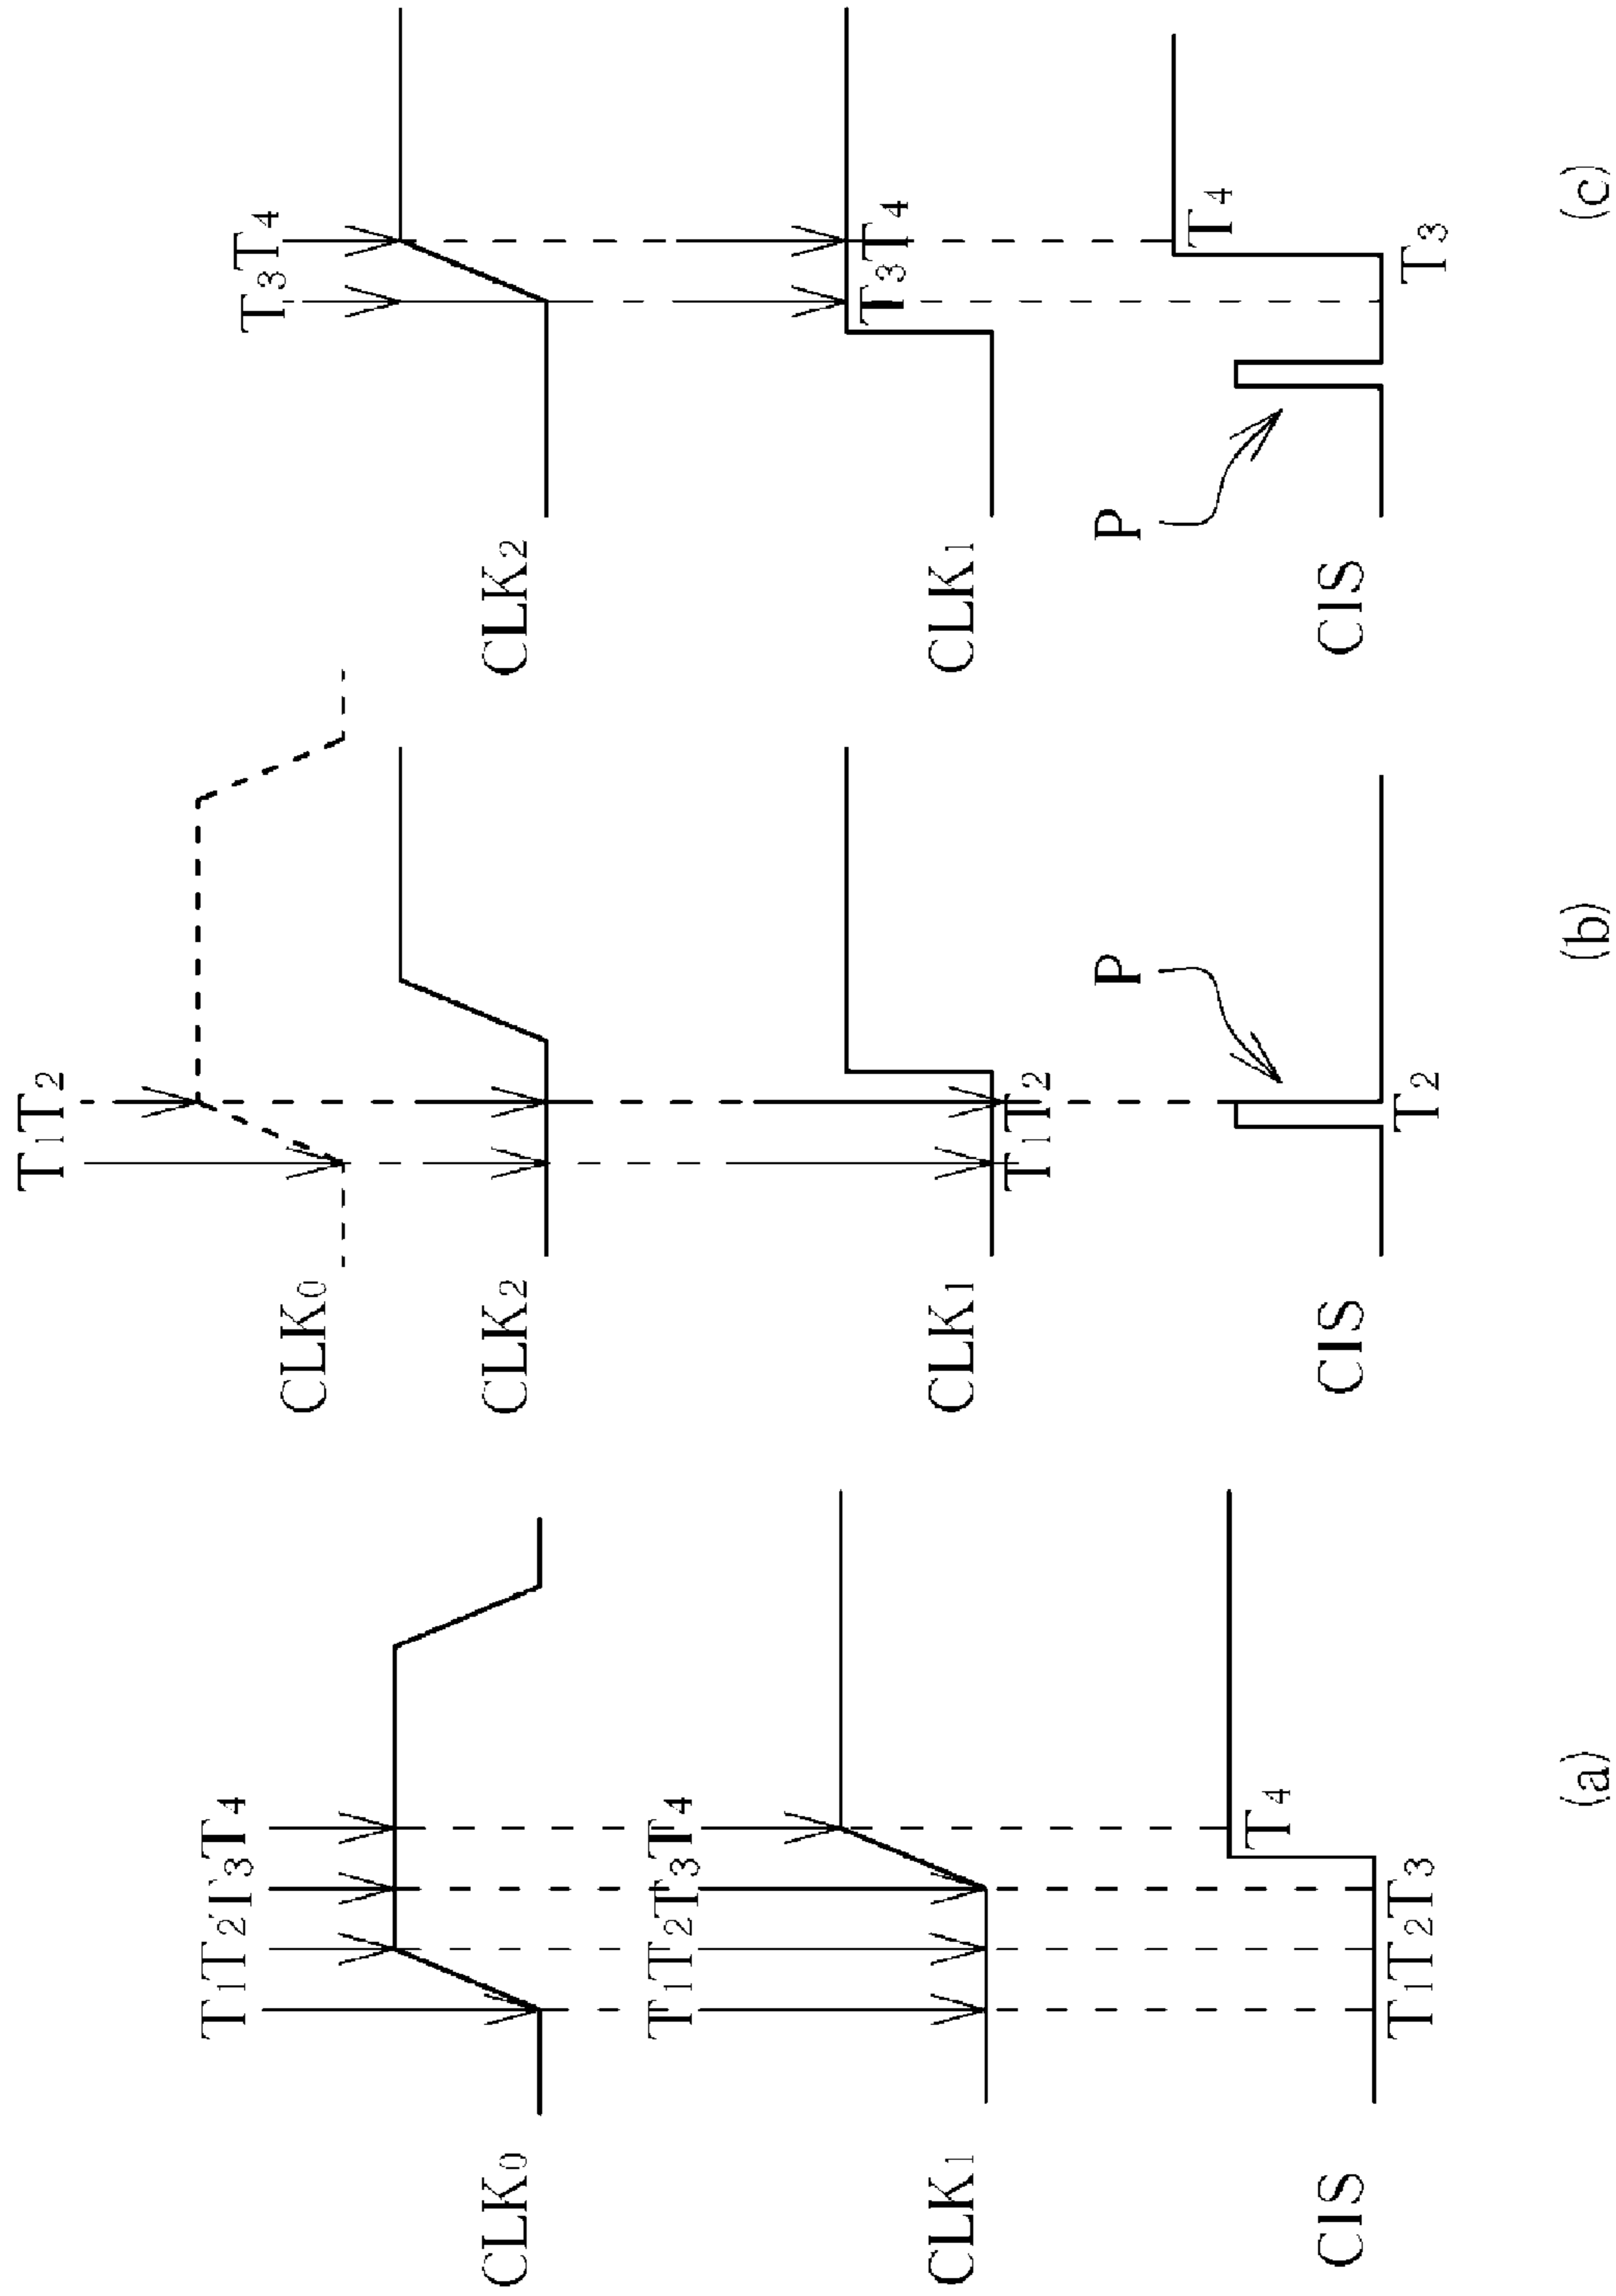 T₁T₂T₃T₄
CLK₀
T₁T₂T₃T₄
CLK₁
T₄
CIS
T₁T₂T₃
(a)
T₁T₂
CLK₀
CLK₂
CLK₁
T₁T₂
P
CIS
T₂
(b)
T₃T₄
CLK₂
T₃T₄
CLK₁
P
T₄
CIS
T₃
(c)